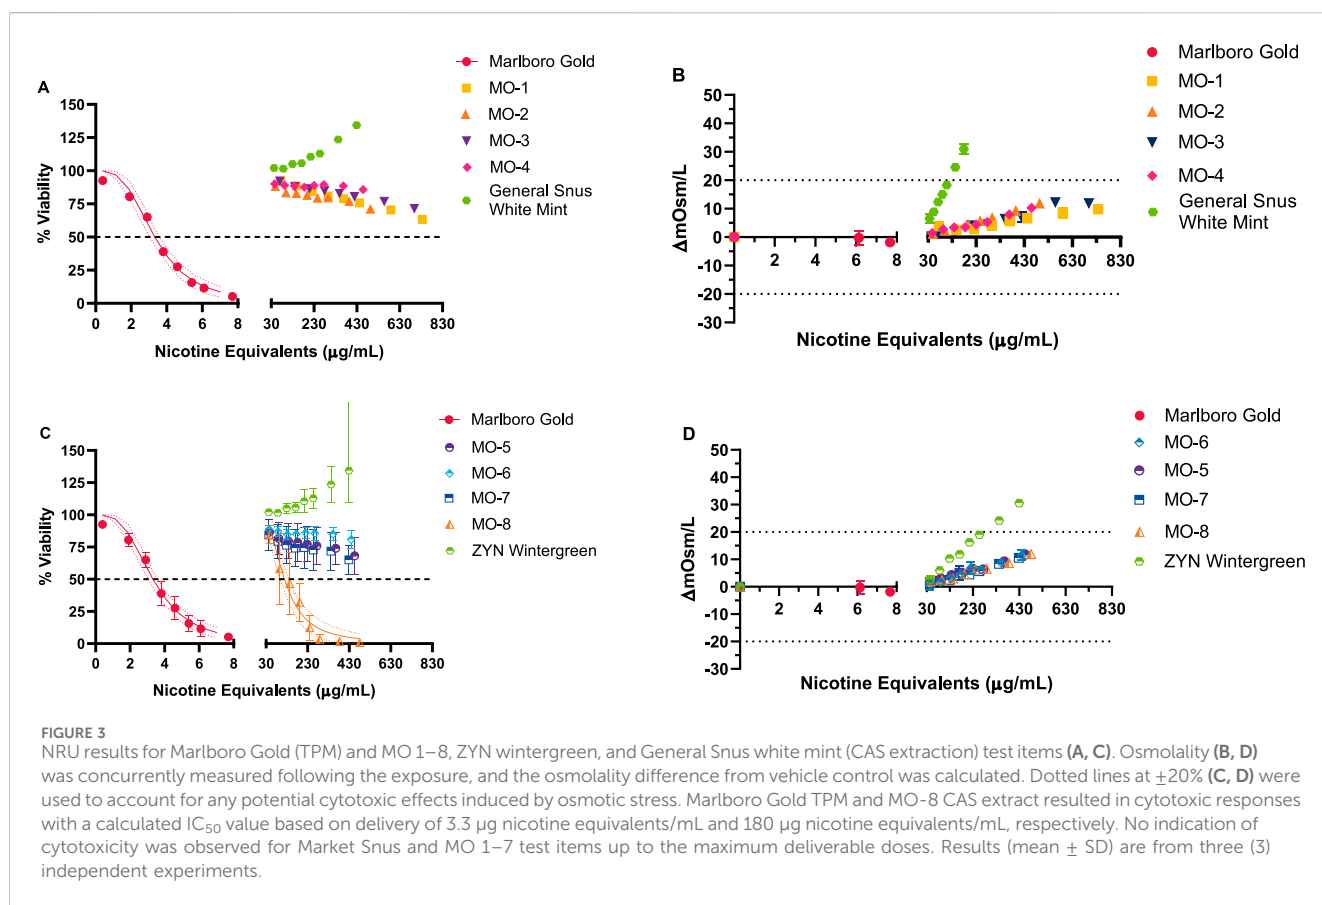 A
Marlboro Gold
MO-1
MO-2
MO-3
MO-4
General Snus
White Mint
150
125
100
75
50
25
0
% Viability
0 2 4 6 8 30 230 430 630 830
Nicotine Equivalents (μg/mL)
B
Marlboro Gold
MO-1
MO-2
MO-3
MO-4
General Snus
White Mint
50
40
30
20
10
0
-10
-20
-30
ΔmOsm/L
2 4 6 8 30 230 430 630 830
Nicotine Equivalents (μg/mL)
C
Marlboro Gold
MO-5
MO-6
MO-7
MO-8
ZYN Wintergreen
150
125
100
75
50
25
0
% Viability
0 2 4 6 8 30 230 430 630 830
Nicotine Equivalents (μg/mL)
D
Marlboro Gold
MO-6
MO-5
MO-7
MO-8
ZYN Wintergreen
50
40
30
20
10
0
-10
-20
-30
ΔmOsm/L
2 4 6 8 30 230 430 630 830
Nicotine Equivalents (μg/mL)
FIGURE 3
NRU results for Marlboro Gold (TPM) and MO 1–8, ZYN wintergreen, and General Snus white mint (CAS extraction) test items (A, C). Osmolality (B, D)
was concurrently measured following the exposure, and the osmolality difference from vehicle control was calculated. Dotted lines at ±20% (C, D) were
used to account for any potential cytotoxic effects induced by osmotic stress. Marlboro Gold TPM and MO-8 CAS extract resulted in cytotoxic responses
with a calculated IC50 value based on delivery of 3.3 μg nicotine equivalents/mL and 180 μg nicotine equivalents/mL, respectively. No indication of
cytotoxicity was observed for Market Snus and MO 1–7 test items up to the maximum deliverable doses. Results (mean ± SD) are from three (3)
independent experiments.